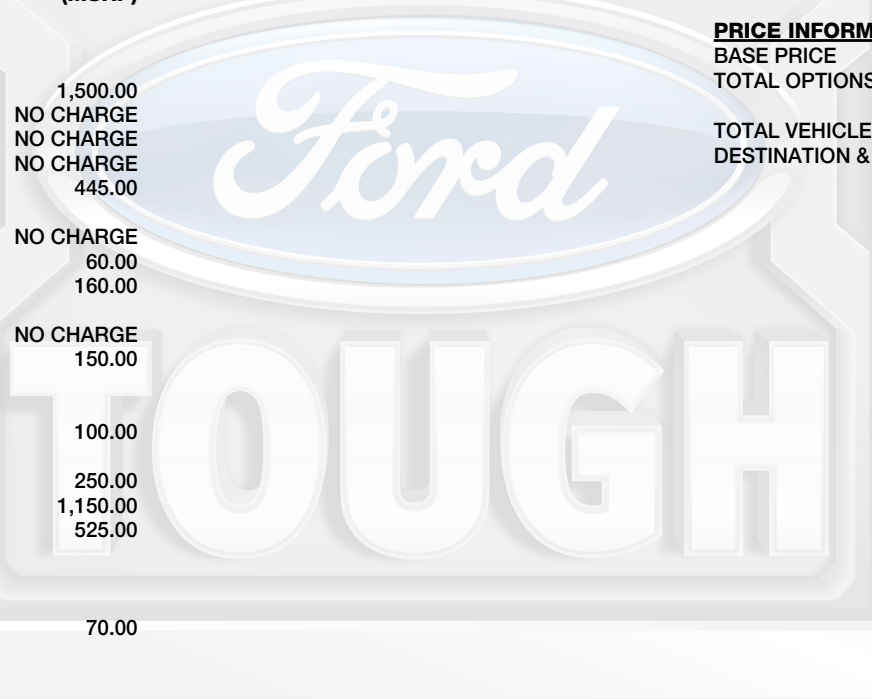 1,500.00
NO CHARGE
NO CHARGE
NO CHARGE
445.00
NO CHARGE
60.00
160.00
NO CHARGE
150.00
100.00
250.00
1,150.00
525.00
70.00
PRICE INFORM
BASE PRICE
TOTAL OPTIONS
TOTAL VEHICLE
DESTINATION &
Ford
TOUGH